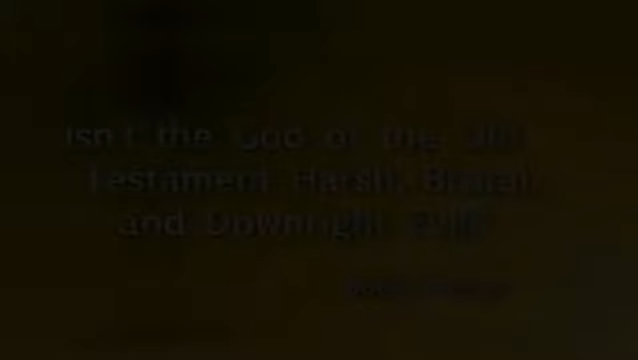 Isn't the God of the Old
Testament Harsh, Brutal,
and Downright Evil?